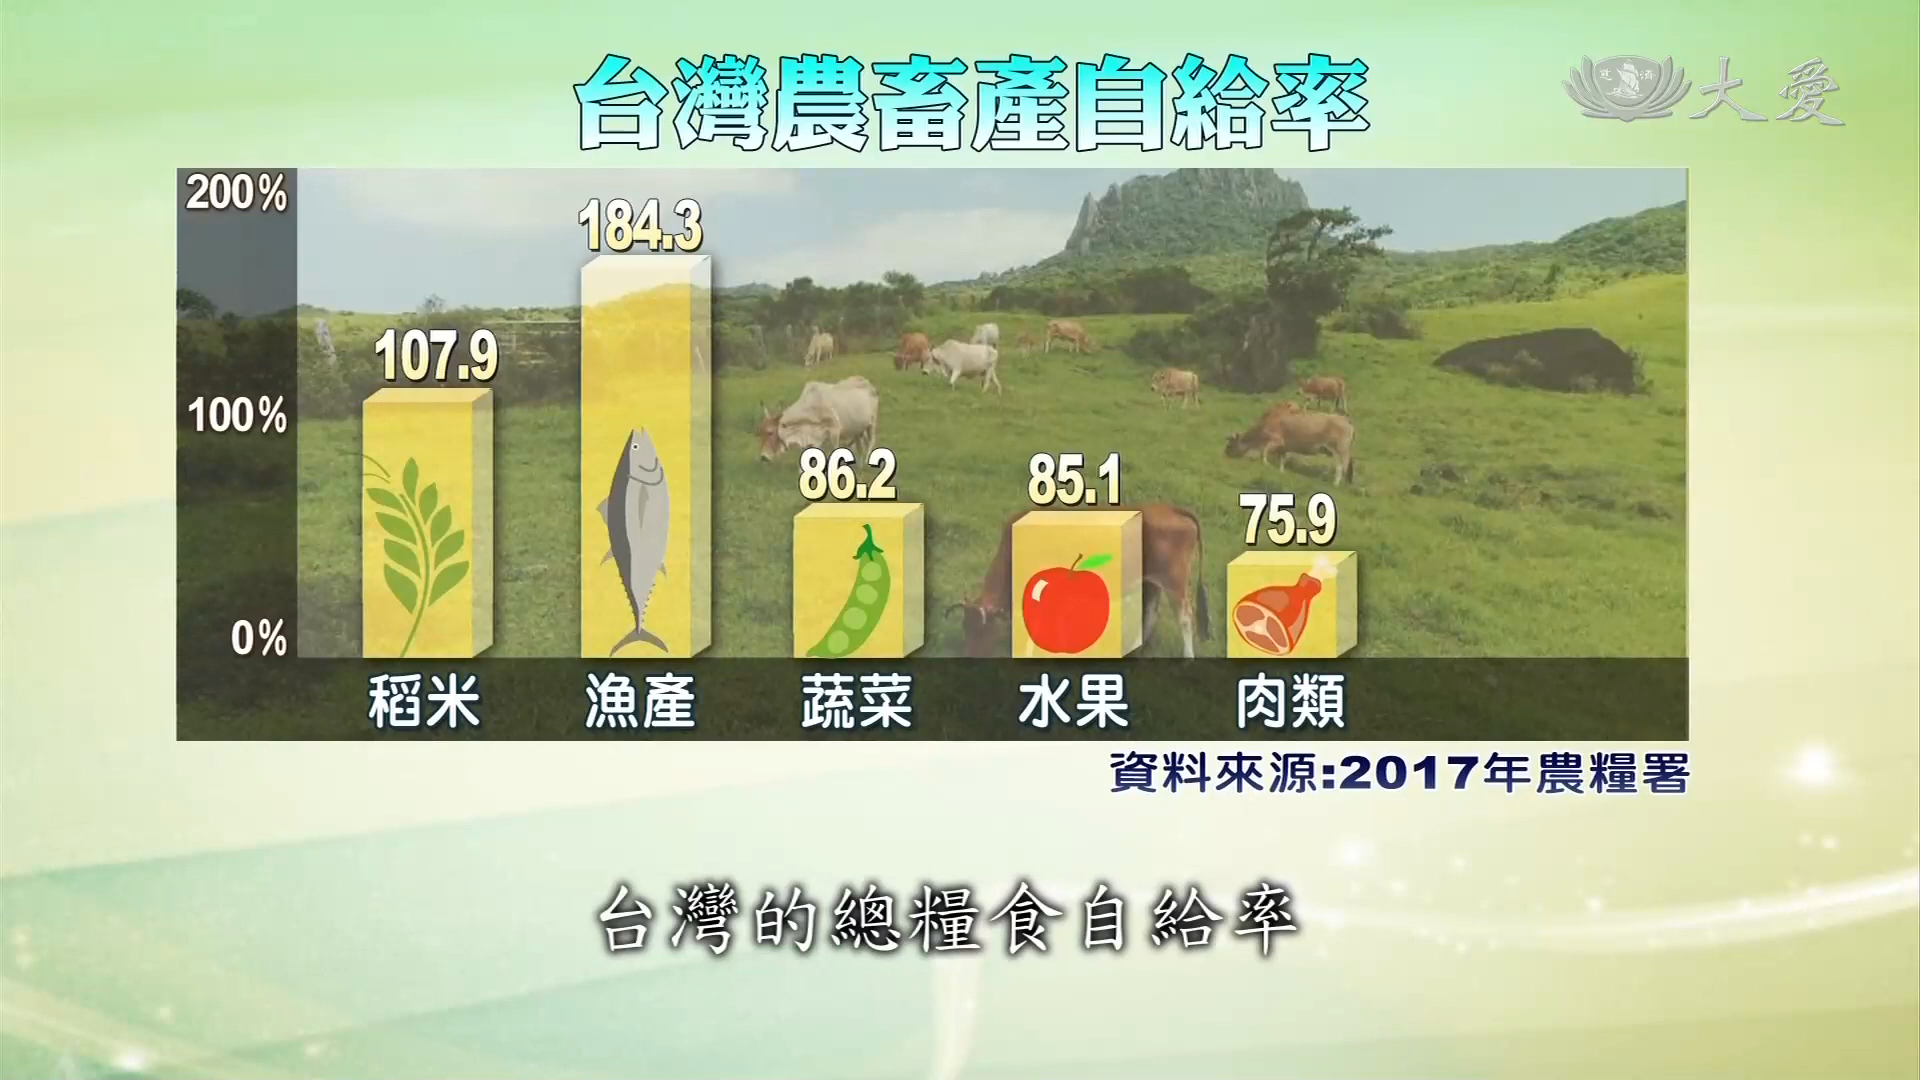 台灣農畜產自給率
慈濟
大愛
200%
184.3
107.9
100%
86.2
85.1
75.9
0%
稻米
漁產
蔬菜
水果
肉類
資料來源:2017年農糧署
台灣的總糧食自給率